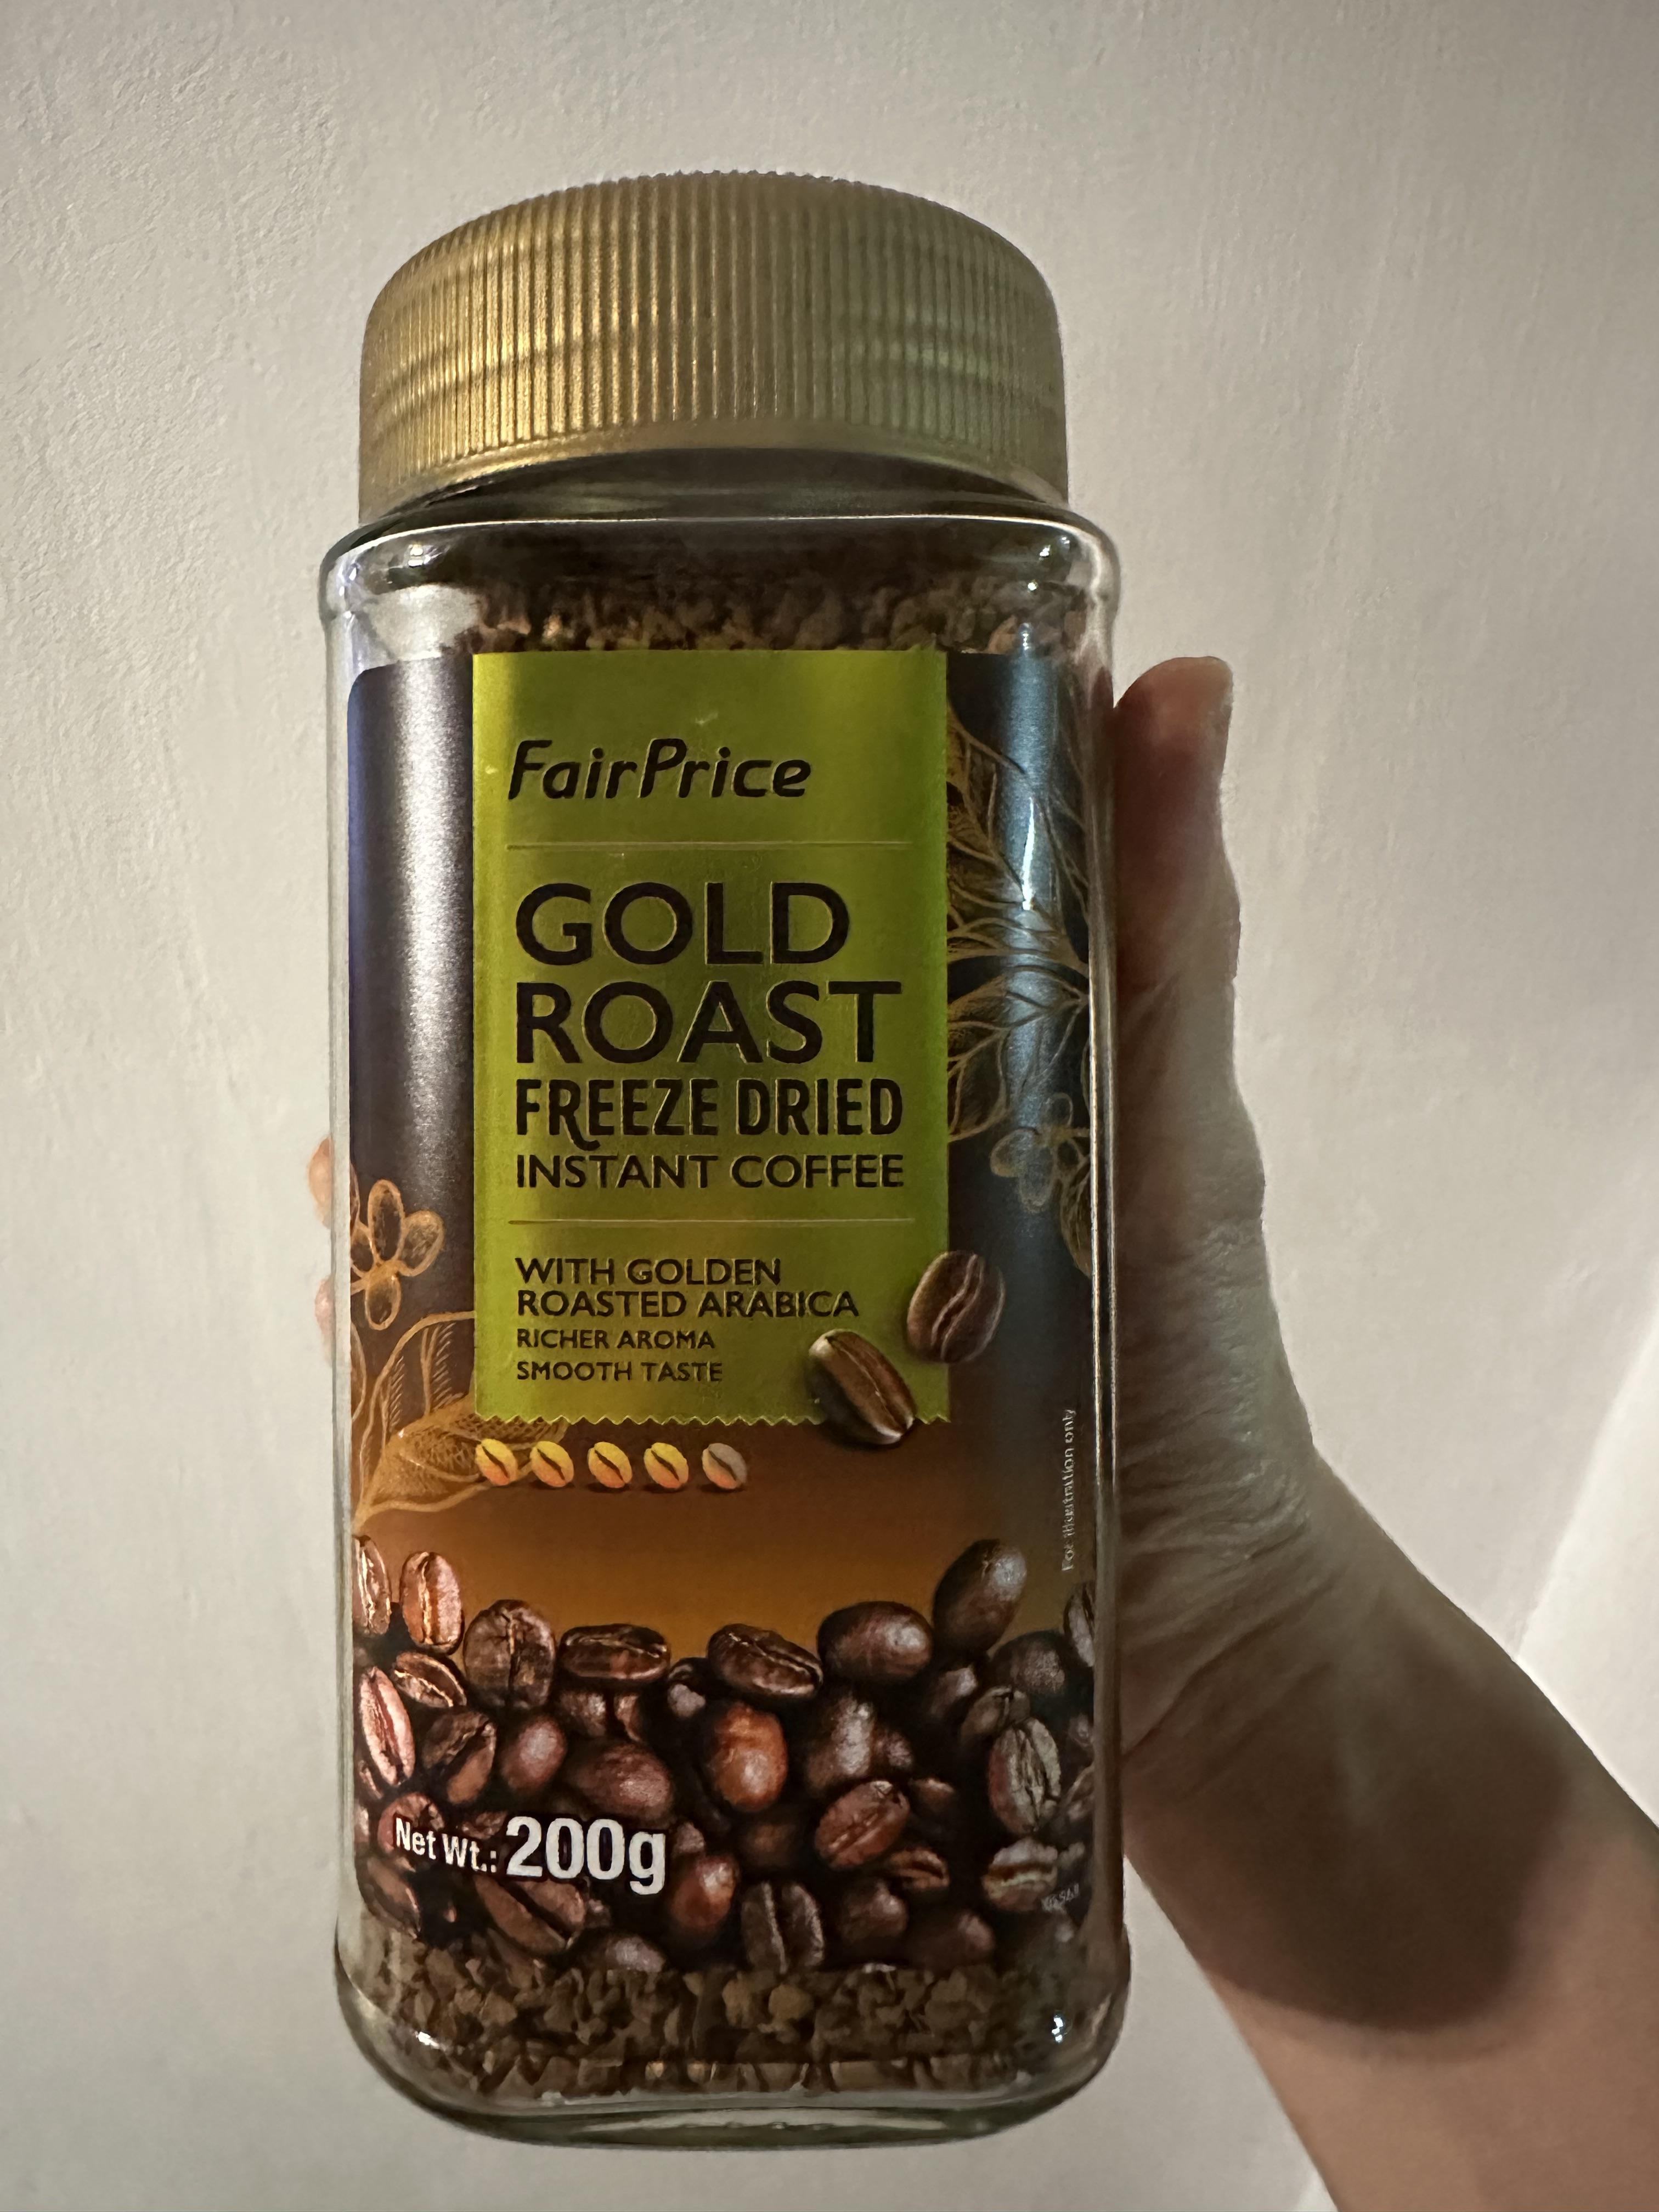 FairPrice
GOLD
ROAST
FREEZE DRIED
INSTANT COFFEE
WITH GOLDEN
ROASTED ARABICA
RICHER AROMA
SMOOTH TASTE
For illustration only
Net Wt.: 200g